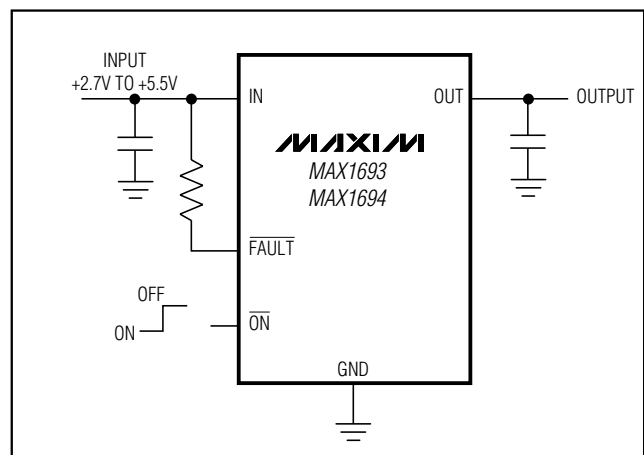 INPUT
+2.7V TO +5.5V
IN
OUT
OUTPUT
MAXIM
MAX1693
MAX1694
FAULT
OFF
ON
ON
GND